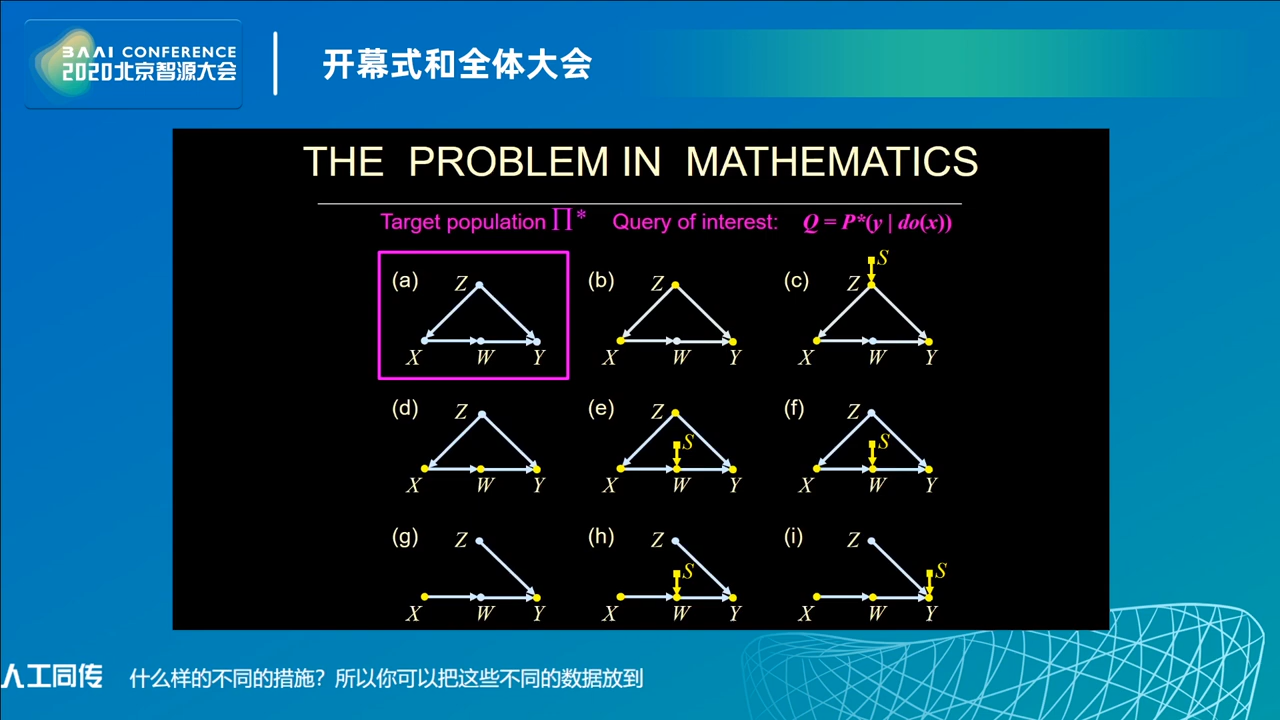 BAAI CONFERENCE
2020北京智源大会
开幕式和全体大会
THE PROBLEM IN MATHEMATICS
Target population ∏* Query of interest: Q = P*(y | do(x))
(a) Z X W Y
(b) Z X W Y
(c) S Z X W Y
(d) Z X W Y
(e) Z S X W Y
(f) Z S X W Y
(g) Z X W Y
(h) Z S X W Y
(i) Z S X W Y
人工同传 什么样的不同的措施？所以你可以把这些不同的数据放到